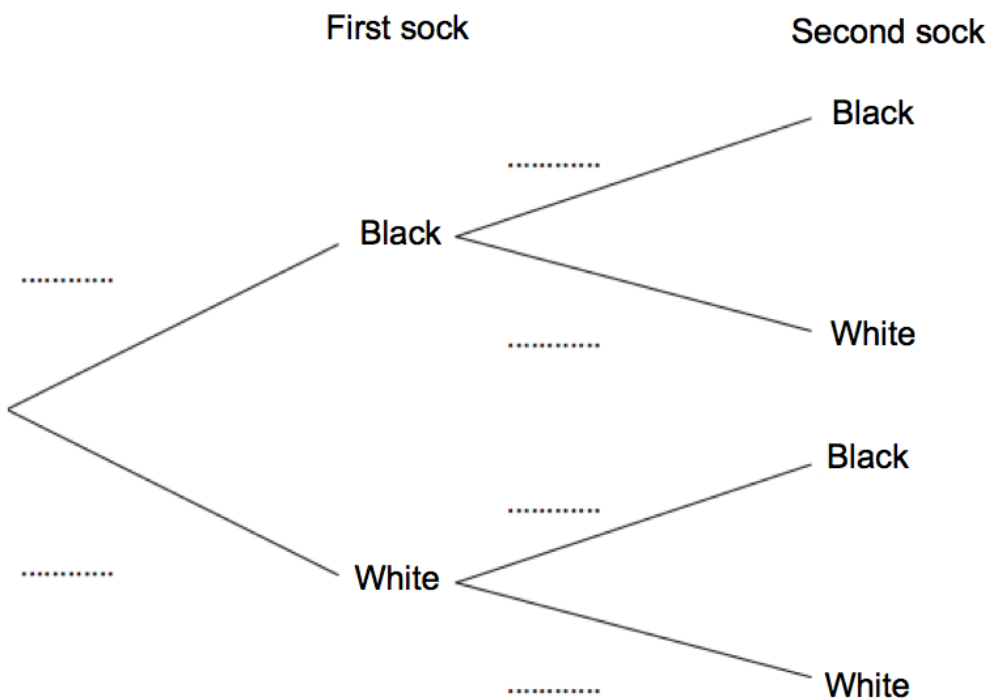 First sock
Second sock
Black
............
Black
............
White
............
Black
............
............
White
............
White